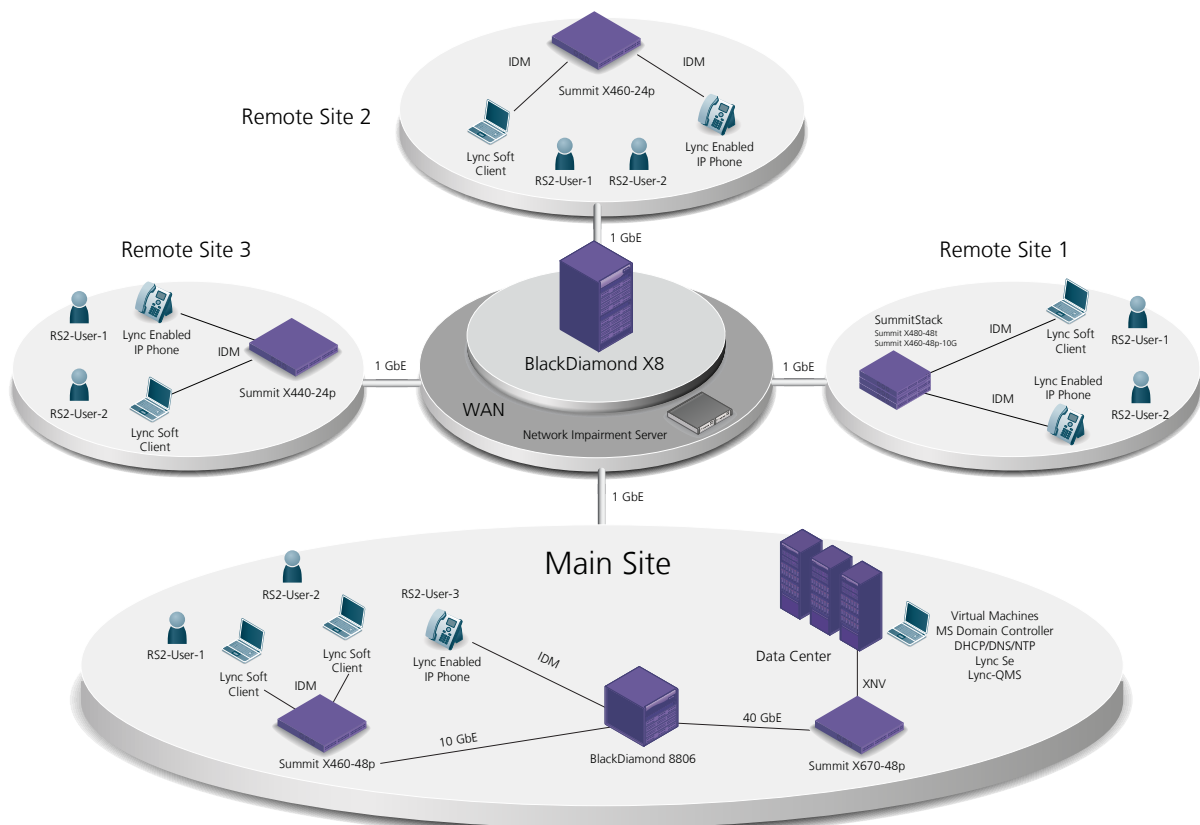 IDM
IDM
Summit X460-24p
Remote Site 2
Lync Soft
Client
Lync Enabled
IP Phone
RS2-User-1
RS2-User-2
1 GbE
Remote Site 3
RS2-User-1
Lync Enabled
IP Phone
IDM
Summit X440-24p
RS2-User-2
Lync Soft
Client
1 GbE
BlackDiamond X8
WAN
Network Impairment Server
1 GbE
Remote Site 1
SummitStack
Summit X480-48t
Summit X460-48p-10G
IDM
Lync Soft
Client
RS2-User-1
IDM
Lync Enabled
IP Phone
RS2-User-2
1 GbE
Main Site
RS2-User-2
RS2-User-1
RS2-User-3
Lync Soft
Client
Lync Soft
Client
IDM
Lync Enabled
IP Phone
IDM
Summit X460-48p
10 GbE
BlackDiamond 8806
40 GbE
Data Center
XNV
Summit X670-48p
Virtual Machines
MS Domain Controller
DHCP/DNS/NTP
Lync Se
Lync-QMS